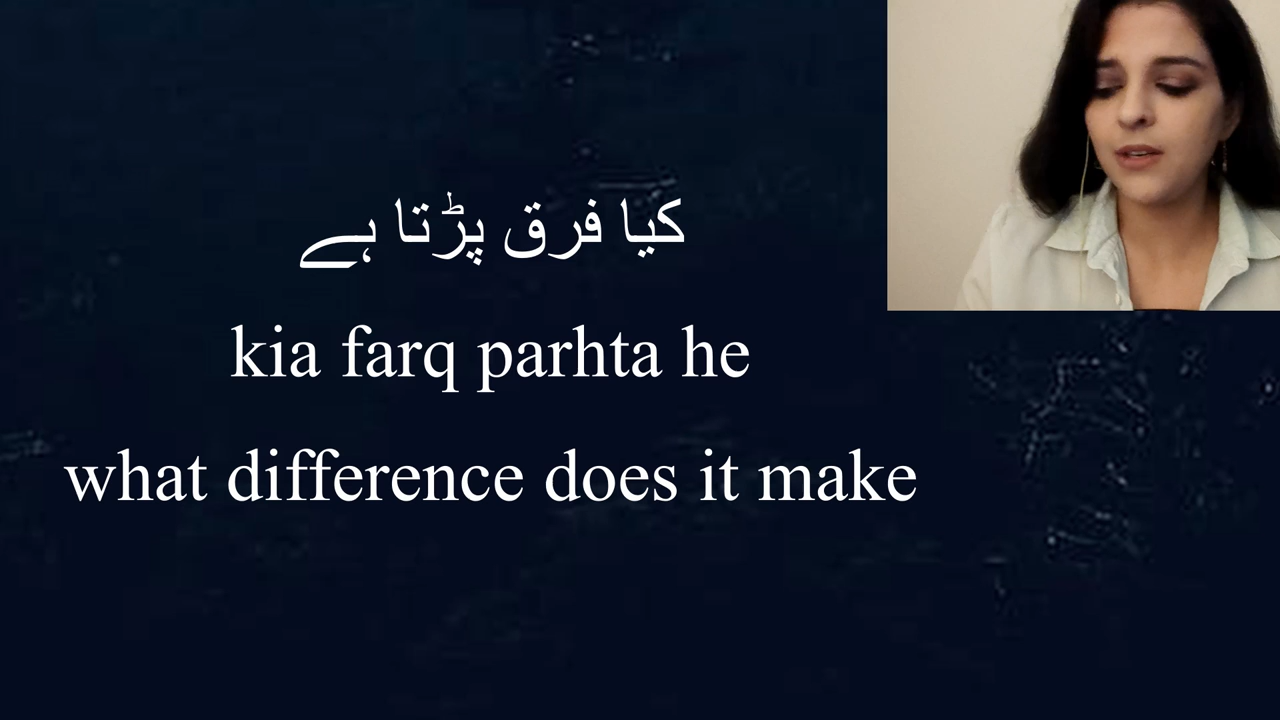 کیا فرق پڑتا ہے
kia farq parhta he
what difference does it make